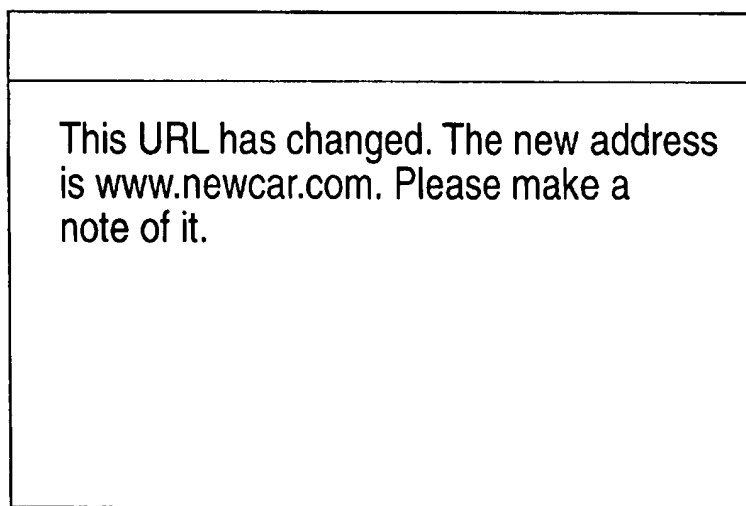 This URL has changed. The new address
is www.newcar.com. Please make a
note of it.